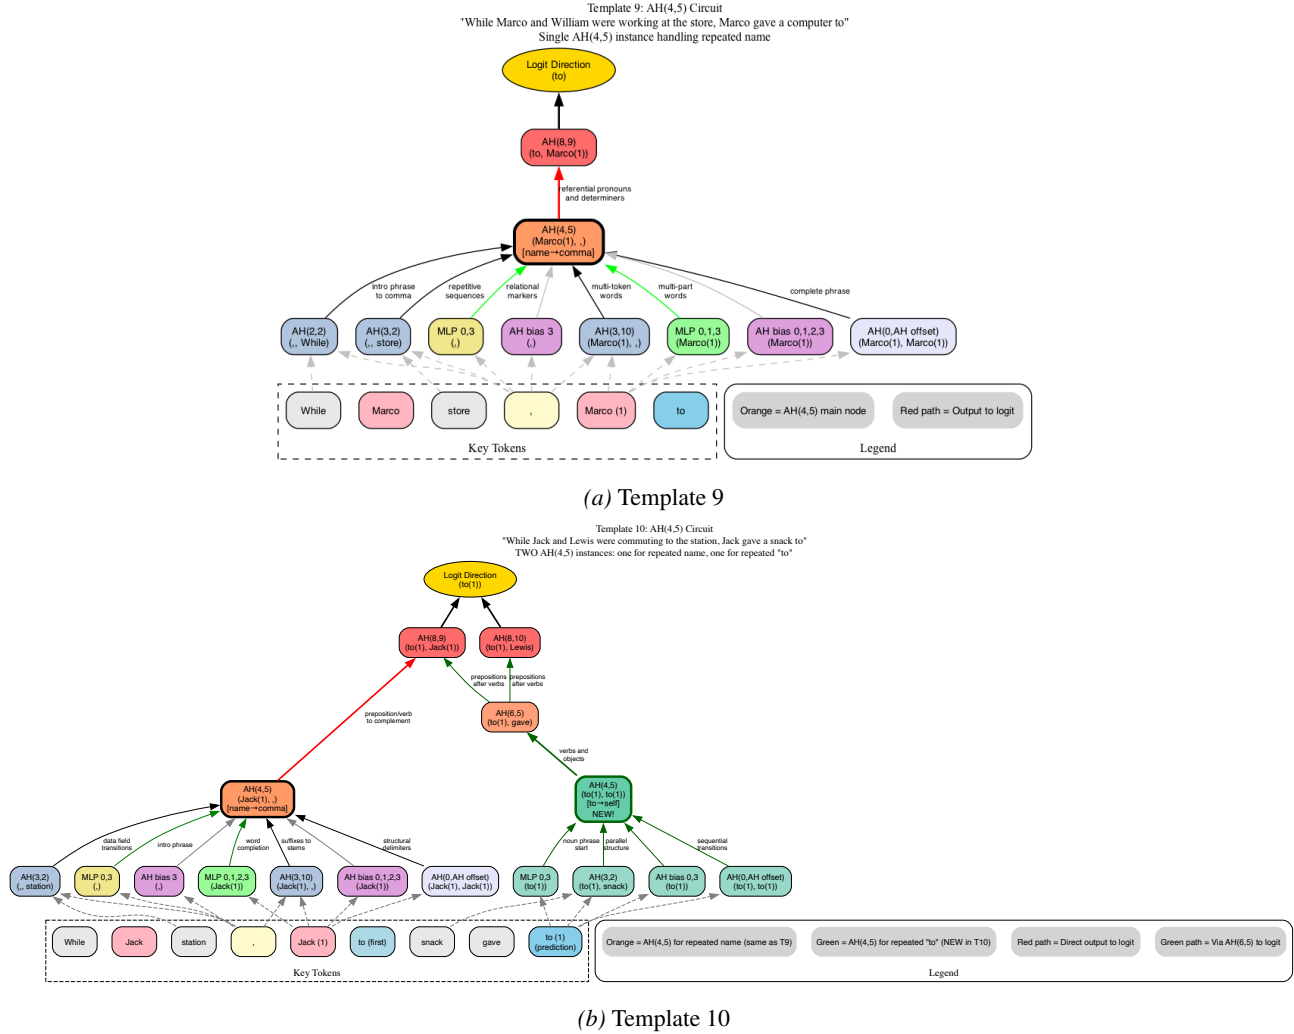 Template 9: AH(4,5) Circuit
"While Marco and William were working at the store, Marco gave a computer to"
Single AH(4,5) instance handling repeated name
Logit Direction
(to)
AH(8,9)
(to, Marco(1))
referential pronouns
and determiners
AH(4,5)
(Marco(1), ,)
[name→comma]
intro phrase
to comma
repetitive
sequences
relational
markers
multi-token
words
multi-part
words
complete phrase
AH(2,2)
(,, While)
AH(3,2)
(,, store)
MLP 0,3
(,)
AH bias 3
(,)
AH(3,10)
(Marco(1), ,)
MLP 0,1,3
(Marco(1))
AH bias 0,1,2,3
(Marco(1))
AH(0,AH offset)
(Marco(1), Marco(1))
While
Marco
store
,
Marco (1)
to
Key Tokens
Orange = AH(4,5) main node
Red path = Output to logit
Legend
(a) Template 9
Template 10: AH(4,5) Circuit
"While Jack and Lewis were commuting to the station, Jack gave a snack to"
TWO AH(4,5) instances: one for repeated name, one for repeated "to"
Logit Direction
(to(1))
AH(8,9)
(to(1), Jack(1))
AH(8,10)
(to(1), Lewis)
prepositions
after verbs
prepositions
after verbs
preposition/verb
to complement
AH(6,5)
(to(1), gave)
verbs and
objects
AH(4,5)
(Jack(1), ,)
[name→comma]
AH(4,5)
(to(1), to(1))
[to→self]
NEW!
data field
transitions
intro phrase
word
completion
suffixes to
stems
structural
delimiters
noun phrase
start
parallel
structure
sequential
transitions
AH(3,2)
(,, station)
MLP 0,3
(,)
AH bias 3
(,)
MLP 0,1,2,3
(Jack(1))
AH(3,10)
(Jack(1), ,)
AH bias 0,1,2,3
(Jack(1))
AH(0,AH offset)
(Jack(1), Jack(1))
MLP 0,3
(to(1))
AH(3,2)
(to(1), snack)
AH bias 0,3
(to(1))
AH(0,AH offset)
(to(1), to(1))
While
Jack
station
,
Jack (1)
to (first)
snack
gave
to (1)
(prediction)
Key Tokens
Orange = AH(4,5) for repeated name (same as T9)
Green = AH(4,5) for repeated "to" (NEW in T10)
Red path = Direct output to logit
Green path = Via AH(6,5) to logit
Legend
(b) Template 10